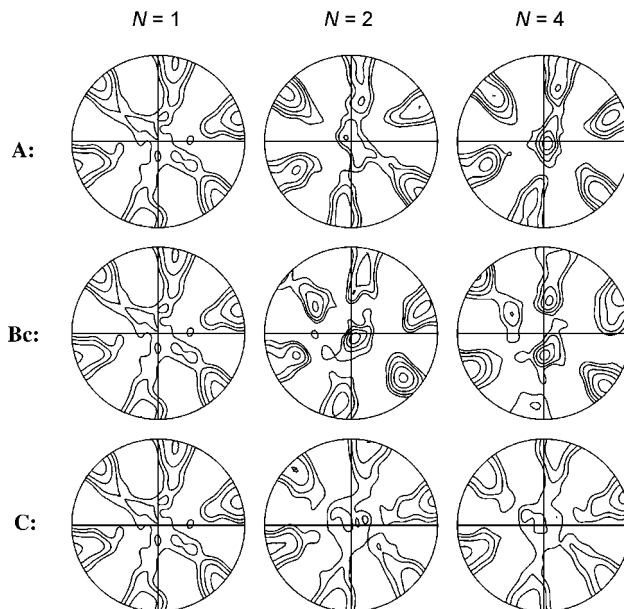 N = 1 N = 2 N = 4
A:
Bc:
C: